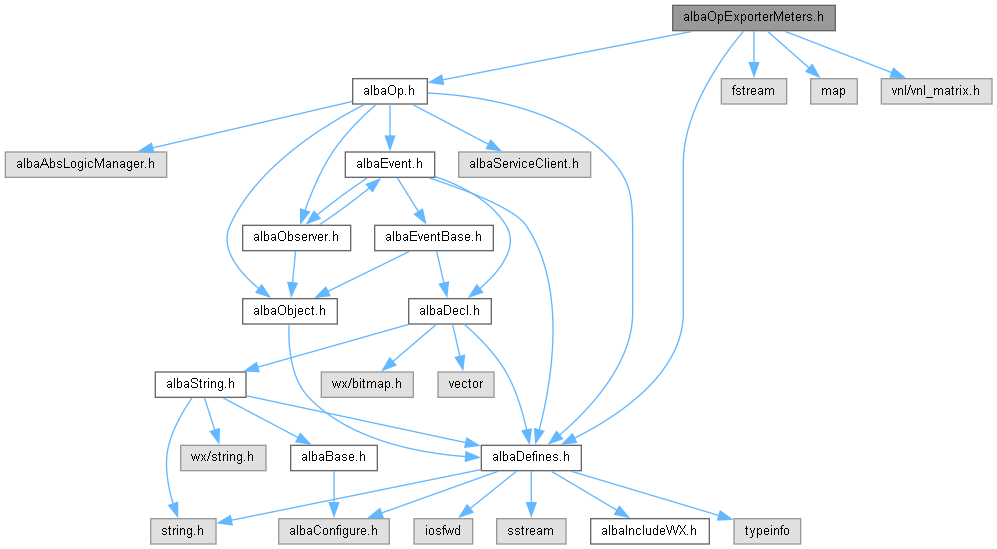 albaOpExporterMeters.h
albaOp.h
fstream
map
vnl/vnl_matrix.h
albaAbsLogicManager.h
albaEvent.h
albaServiceClient.h
albaObserver.h
albaEventBase.h
albaObject.h
albaDecl.h
albaString.h
wx/bitmap.h
vector
wx/string.h
albaBase.h
albaDefines.h
string.h
albaConfigure.h
iosfwd
sstream
albaIncludeWX.h
typeinfo